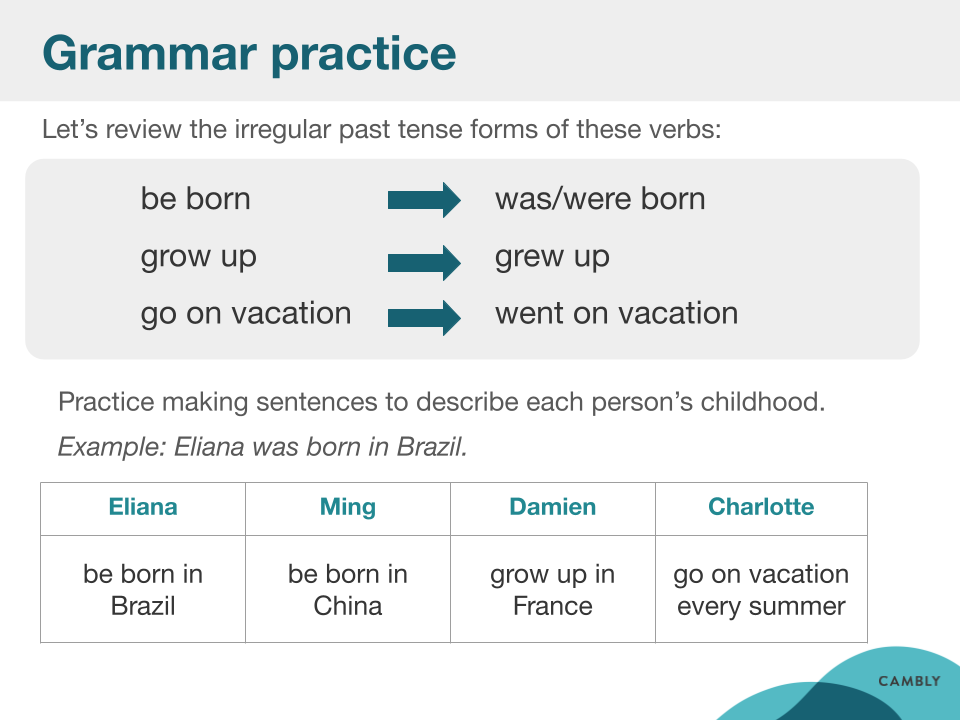 Grammar practice
Let's review the irregular past tense forms of these verbs:
be born was/were born
grow up grew up
go on vacation went on vacation
Practice making sentences to describe each person's childhood.
Example: Eliana was born in Brazil.
Eliana Ming Damien Charlotte
be born in be born in grow up in go on vacation
Brazil China France every summer
CAMBLY